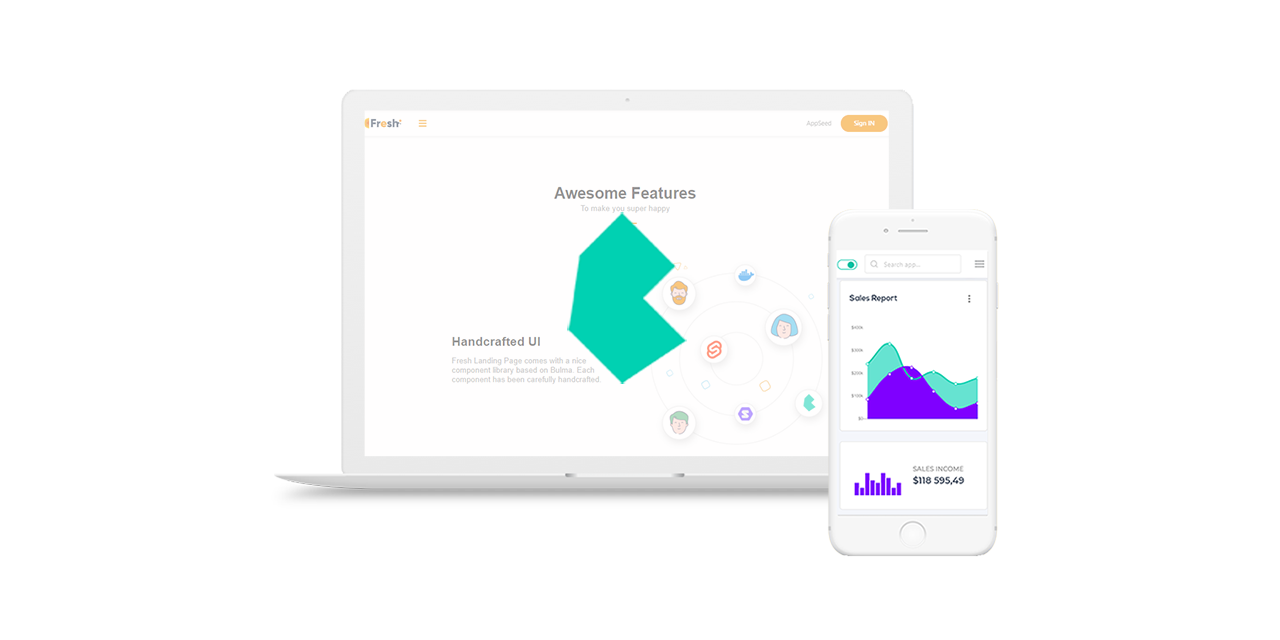 Fresh
AppSeed
Sign IN
Awesome Features
To make you super happy
Handcrafted UI
Fresh Landing Page comes with a nice
component library based on Bulma. Each
component has been carefully handcrafted.
Search app...
Sales Report
$400k
$300k
$200k
$100k
$0
SALES INCOME
$118 595,49